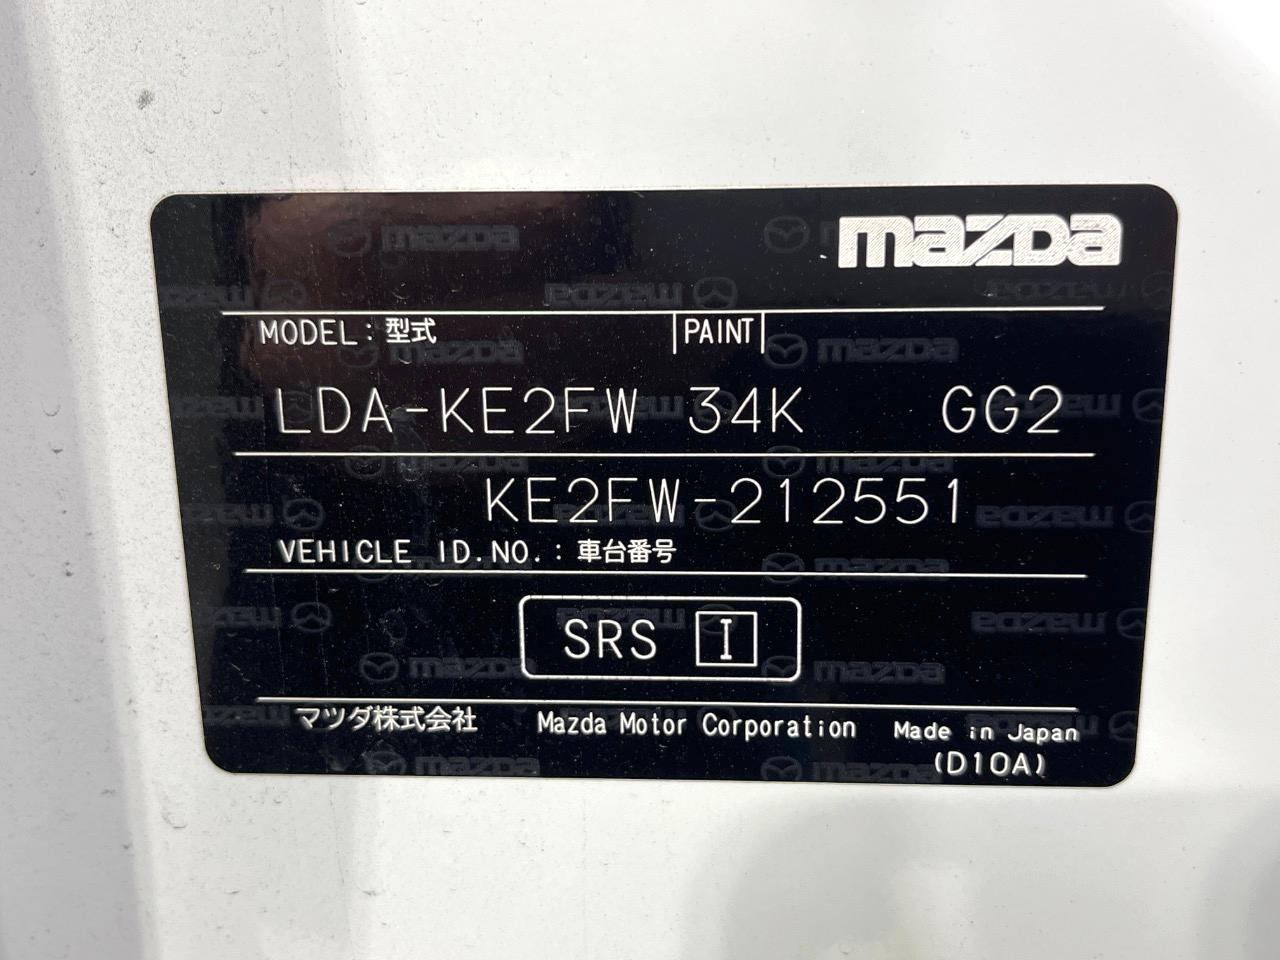 mazda
MODEL：型式 PAINT
LDA-KE2FW 34K GG2
KE2FW-212551
VEHICLE ID.NO.：車台番号
SRS I
マツダ株式会社 Mazda Motor Corporation Made in Japan
(D10A)